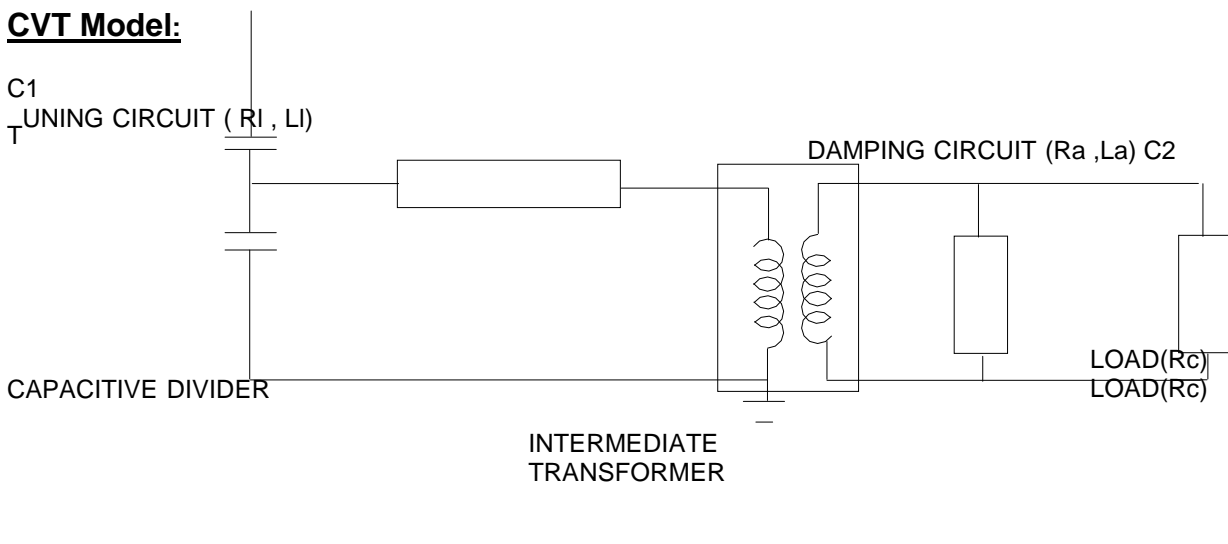 CVT Model:
C1
TUNING CIRCUIT ( Rl , Ll)
DAMPING CIRCUIT (Ra ,La) C2
LOAD(Rc)
CAPACITIVE DIVIDER
LOAD(Rc)
INTERMEDIATE
TRANSFORMER